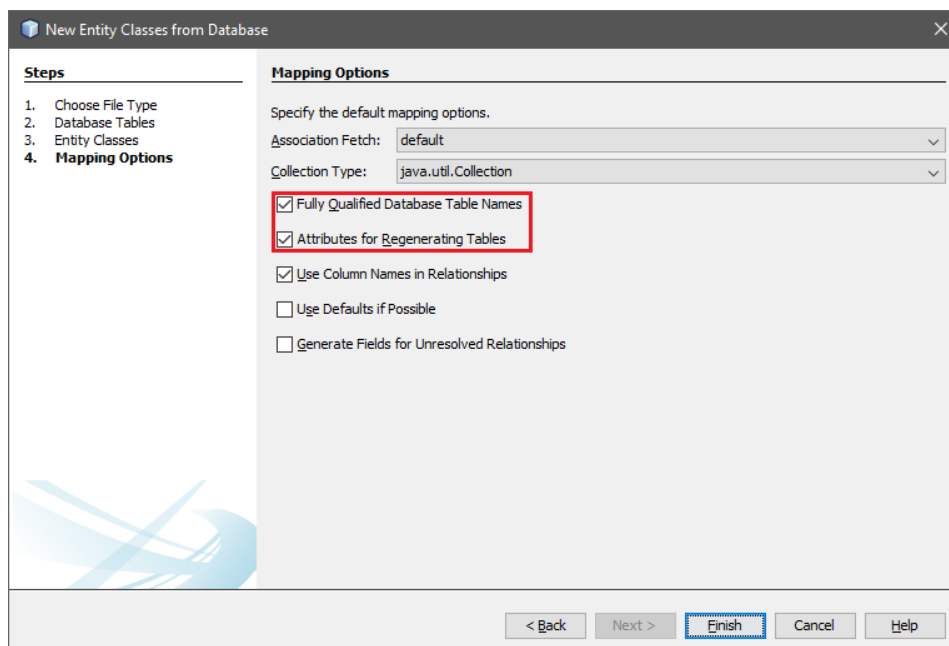 New Entity Classes from Database
Steps
1. Choose File Type
2. Database Tables
3. Entity Classes
4. Mapping Options
Mapping Options
Specify the default mapping options.
Association Fetch: default
Collection Type: java.util.Collection
Fully Qualified Database Table Names
Attributes for Regenerating Tables
Use Column Names in Relationships
Use Defaults if Possible
Generate Fields for Unresolved Relationships
< Back Next > Finish Cancel Help